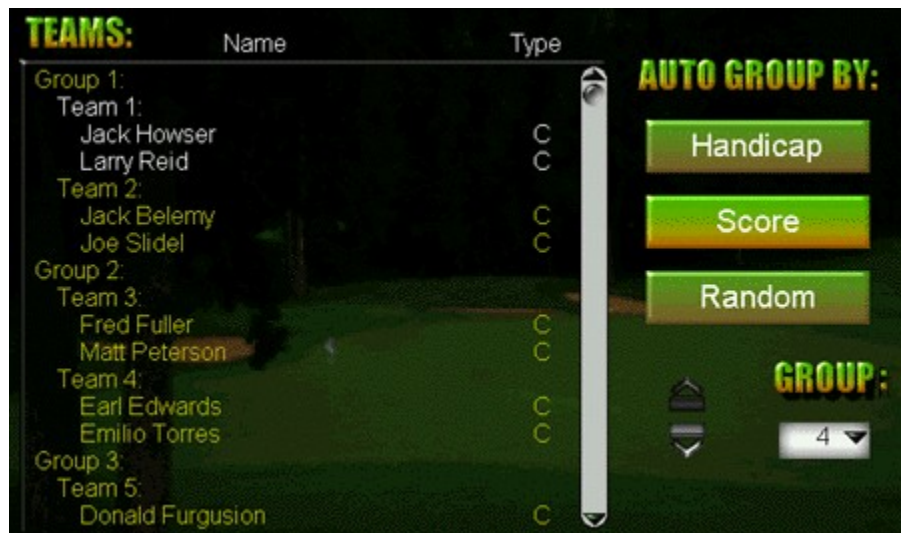 TEAMS: Name Type
Group 1:
Team 1:
Jack Howser C
Larry Reid C
Team 2:
Jack Belemy C
Joe Slidel C
Group 2:
Team 3:
Fred Fuller C
Matt Peterson C
Team 4:
Earl Edwards C
Emilio Torres C
Group 3:
Team 5:
Donald Furgusion C
AUTO GROUP BY:
Handicap
Score
Random
GROUP:
4